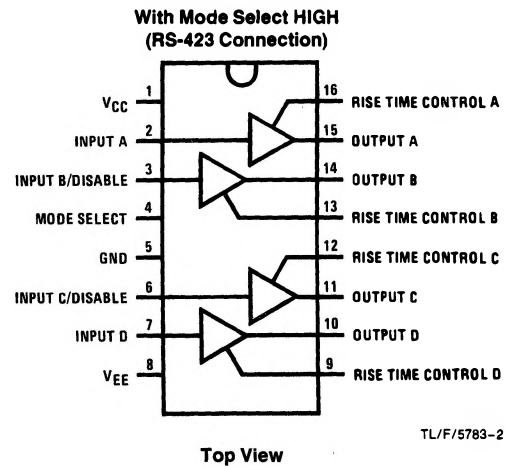 With Mode Select HIGH
(RS-423 Connection)
VCC 1
16 RISE TIME CONTROL A
INPUT A 2
15 OUTPUT A
INPUT B/DISABLE 3
14 OUTPUT B
MODE SELECT 4
13 RISE TIME CONTROL B
GND 5
12 RISE TIME CONTROL C
INPUT C/DISABLE 6
11 OUTPUT C
INPUT D 7
10 OUTPUT D
VEE 8
9 RISE TIME CONTROL D
TL/F/5783-2
Top View